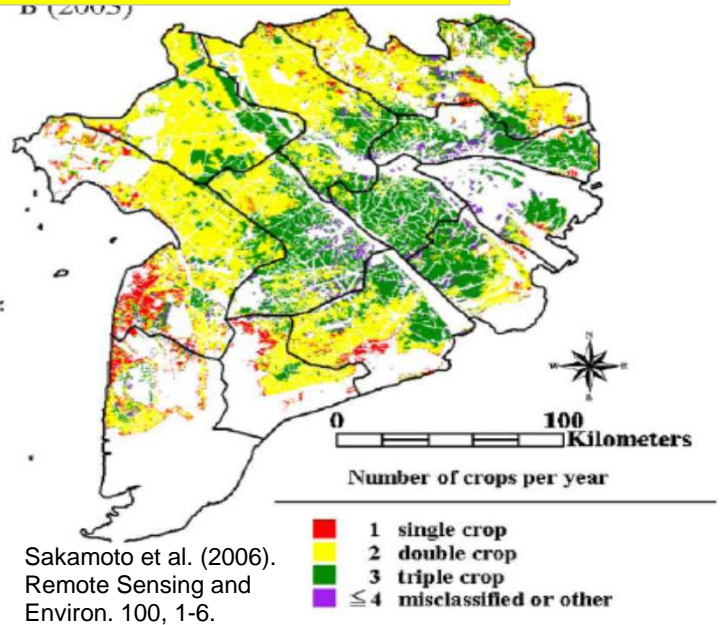 B (2003)
N
W E
S
0 100
Kilometers
Number of crops per year
1 single crop
2 double crop
3 triple crop
≦4 misclassified or other
Sakamoto et al. (2006).
Remote Sensing and
Environ. 100, 1-6.